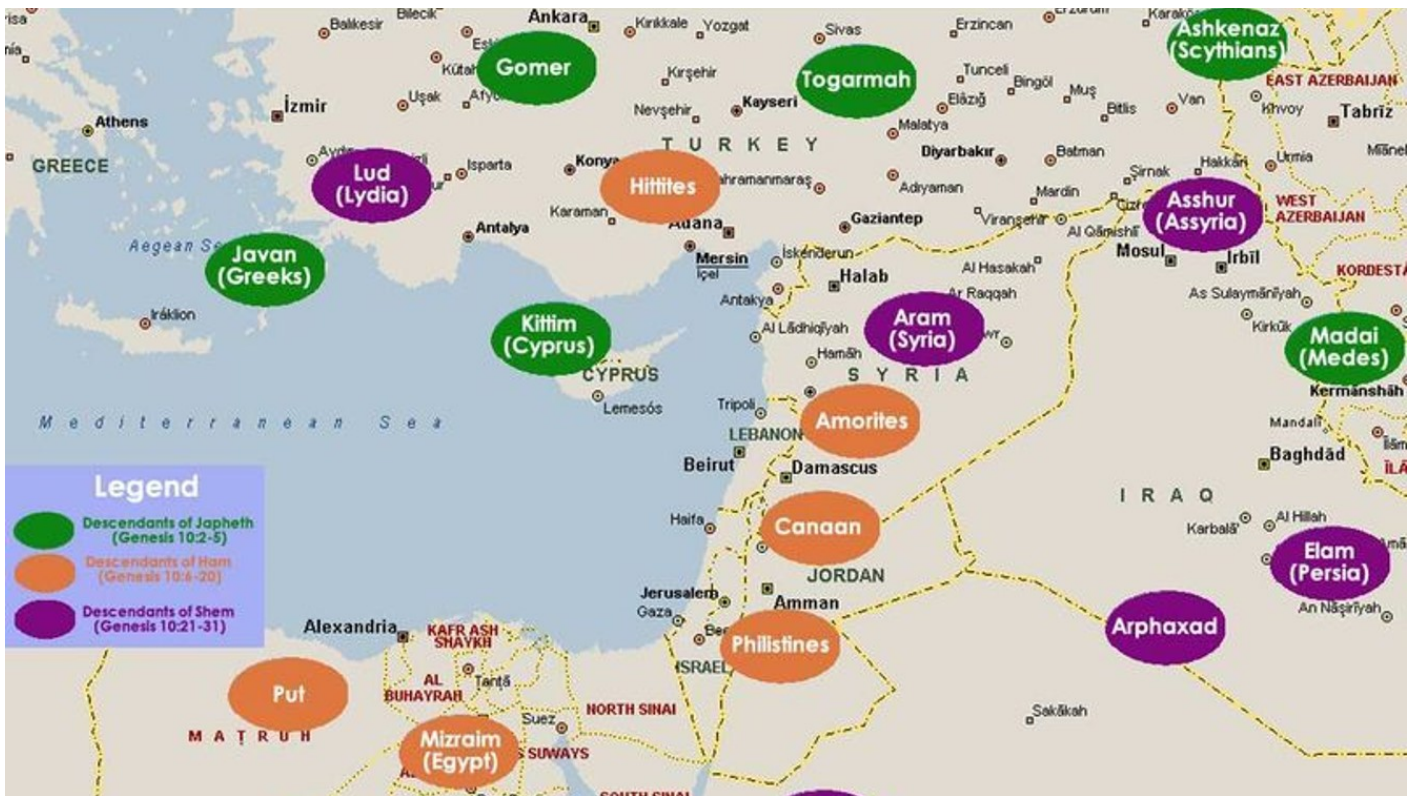 Balıkesir
Bilecik
Ankara
Kırıkkale
Yozgat
Sivas
Erzincan
Ashkenaz
(Scythians)
Gomer
Togarmah
Tunceli
Bingöl
Muş
Bitlis
Van
EAST AZERBAIJAN
Khvoy
Tabrīz
İzmir
Uşak
Kırşehir
Nevşehir
Kayseri
Elâzığ
Malatya
Athens
GREECE
TURKEY
Diyarbakır
Batman
Şırnak
Hakkâri
Urmia
Lud
(Lydia)
Isparta
Konya
Hittites
Adıyaman
Mardin
Viranşehir
Asshur
(Assyria)
WEST
AZERBAIJAN
Karaman
Adana
Gaziantep
Al Qāmishlī
Antalya
Mersin
İçel
İskenderun
Halab
Al Hasakah
Mosul
Irbīl
Javan
(Greeks)
Antakya
Ar Raqqah
As Sulaymānīyah
Iráklion
Kittim
(Cyprus)
Al Lādhiqīyah
Aram
(Syria)
Kirkūk
Madai
(Medes)
Hamāh
CYPRUS
SYRIA
Kermānshāh
Lemesós
Tripoli
Amorites
Mediterranean Sea
LEBANON
Mandalī
Beirut
Damascus
Baghdād
Legend
Descendants of Japheth
(Genesis 10:2-5)
Descendants of Ham
(Genesis 10:6-20)
Descendants of Shem
(Genesis 10:21-31)
IRAQ
Haifa
Canaan
Karbalā'
Al Hillah
Elam
(Persia)
JORDAN
Jerusalem
Amman
Gaza
An Nāşirīyah
Alexandria
KAFR ASH
SHAYKH
Philistines
Arphaxad
ISRAEL
Put
AL
BUHAYRAH
Ţanţā
NORTH SINAI
Suez
Sakākah
MAȚRUH
Mizraim
(Egypt)